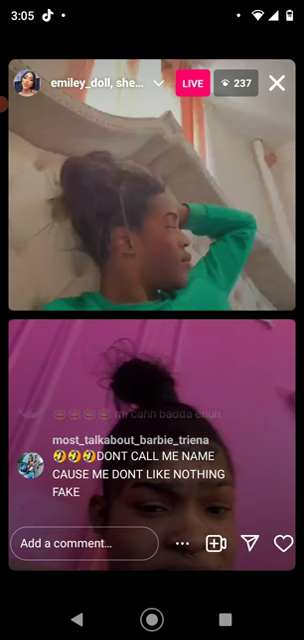 3:05
emiley_doll, she...
LIVE
237
😂😂😂😂 mi cahh badda enuh
most_talkabout_barbie_triena
🤣🤣🤣DONT CALL ME NAME
CAUSE ME DONT LIKE NOTHING
FAKE
Add a comment...